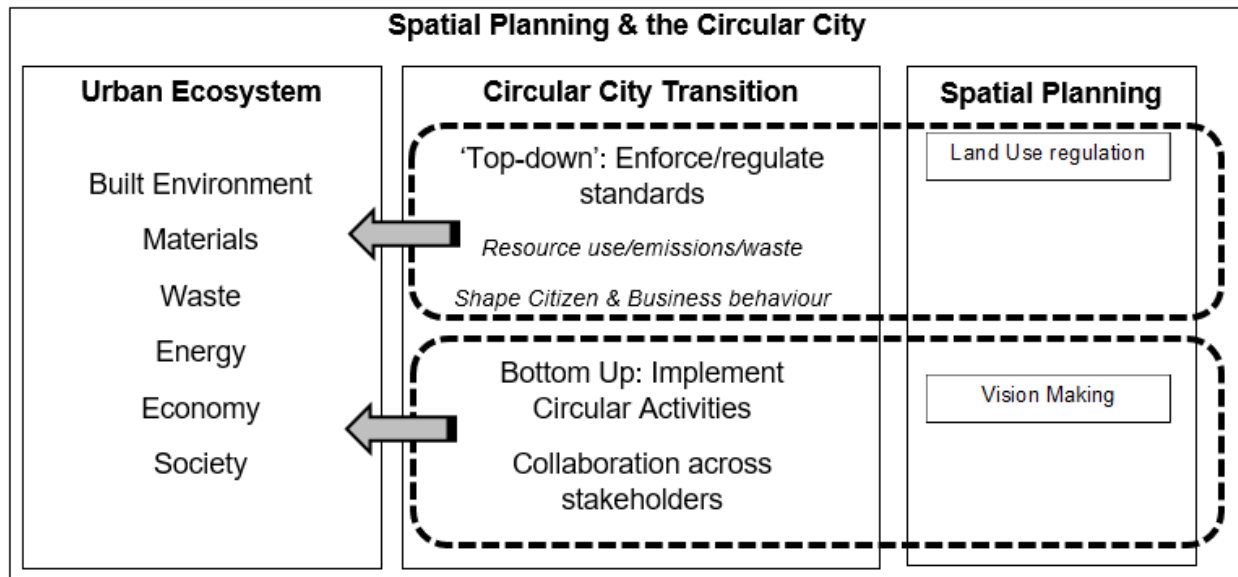 Spatial Planning & the Circular City
Urban Ecosystem
Built Environment
Materials
Waste
Energy
Economy
Society
Circular City Transition
‘Top-down’: Enforce/regulate
standards
Resource use/emissions/waste
Shape Citizen & Business behaviour
Bottom Up: Implement
Circular Activities
Collaboration across
stakeholders
Spatial Planning
Land Use regulation
Vision Making